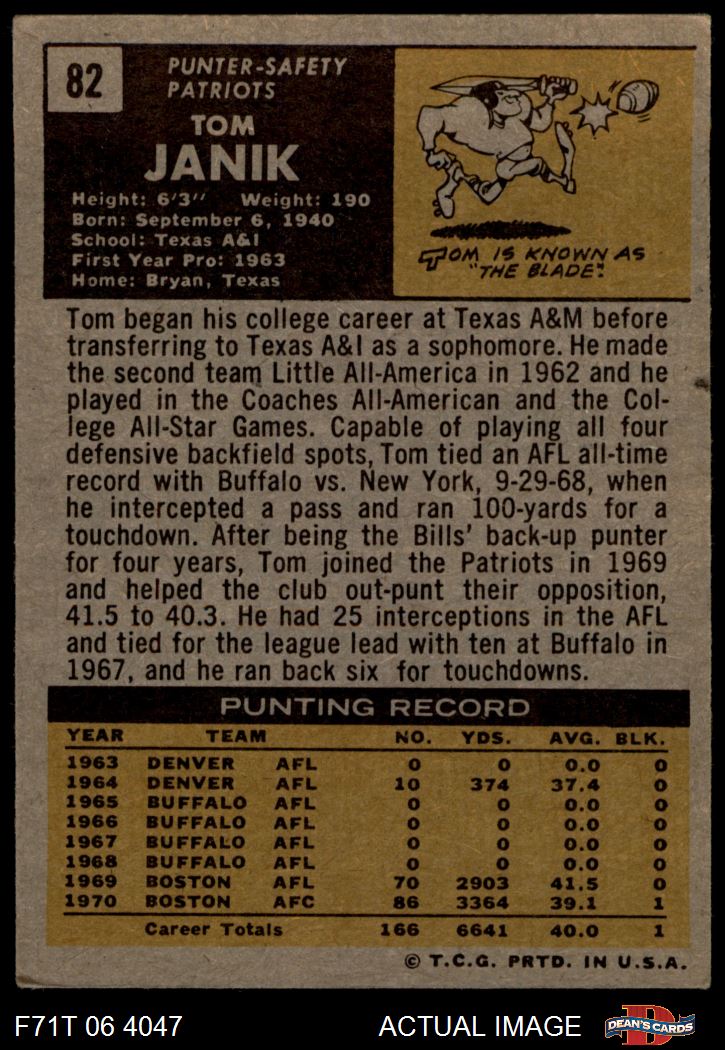 82
PUNTER-SAFETY
PATRIOTS
TOM
JANIK
Height: 6'3" Weight: 190
Born: September 6, 1940
School: Texas A&I
First Year Pro: 1963
Home: Bryan, Texas
TOM IS KNOWN AS
"THE BLADE".
Tom began his college career at Texas A&M before
transferring to Texas A&I as a sophomore. He made
the second team Little All-America in 1962 and he
played in the Coaches All-American and the Col-
lege All-Star Games. Capable of playing all four
defensive backfield spots, Tom tied an AFL all-time
record with Buffalo vs. New York, 9-29-68, when
he intercepted a pass and ran 100-yards for a
touchdown. After being the Bills' back-up punter
for four years, Tom joined the Patriots in 1969
and helped the club out-punt their opposition,
41.5 to 40.3. He had 25 interceptions in the AFL
and tied for the league lead with ten at Buffalo in
1967, and he ran back six for touchdowns.
PUNTING RECORD
YEAR TEAM NO. YDS. AVG. BLK.
1963 DENVER AFL 0 0 0.0 0
1964 DENVER AFL 10 374 37.4 0
1965 BUFFALO AFL 0 0 0.0 0
1966 BUFFALO AFL 0 0 0.0 0
1967 BUFFALO AFL 0 0 0.0 0
1968 BUFFALO AFL 0 0 0.0 0
1969 BOSTON AFL 70 2903 41.5 0
1970 BOSTON AFC 86 3364 39.1 1
Career Totals 166 6641 40.0 1
© T.C.G. PRTD. IN U.S.A.
F71T 06 4047 ACTUAL IMAGE
D
DEAN'S CARDS